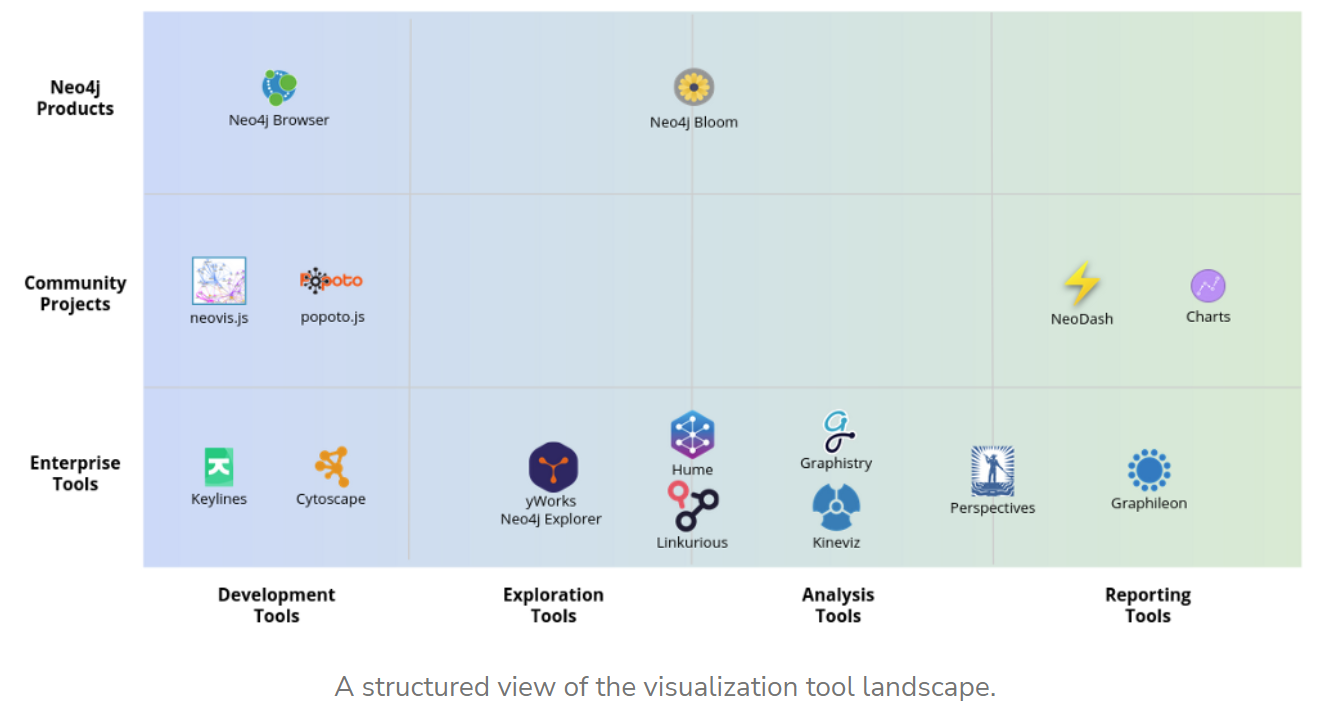 Neo4j
Products
Neo4j Browser
Neo4j Bloom
Community
Projects
neovis.js
Popoto
popoto.js
NeoDash
Charts
Enterprise
Tools
Keylines
Cytoscape
yWorks
Neo4j Explorer
Hume
Linkurious
Graphistry
Kineviz
Perspectives
Graphileon
Development
Tools
Exploration
Tools
Analysis
Tools
Reporting
Tools
A structured view of the visualization tool landscape.